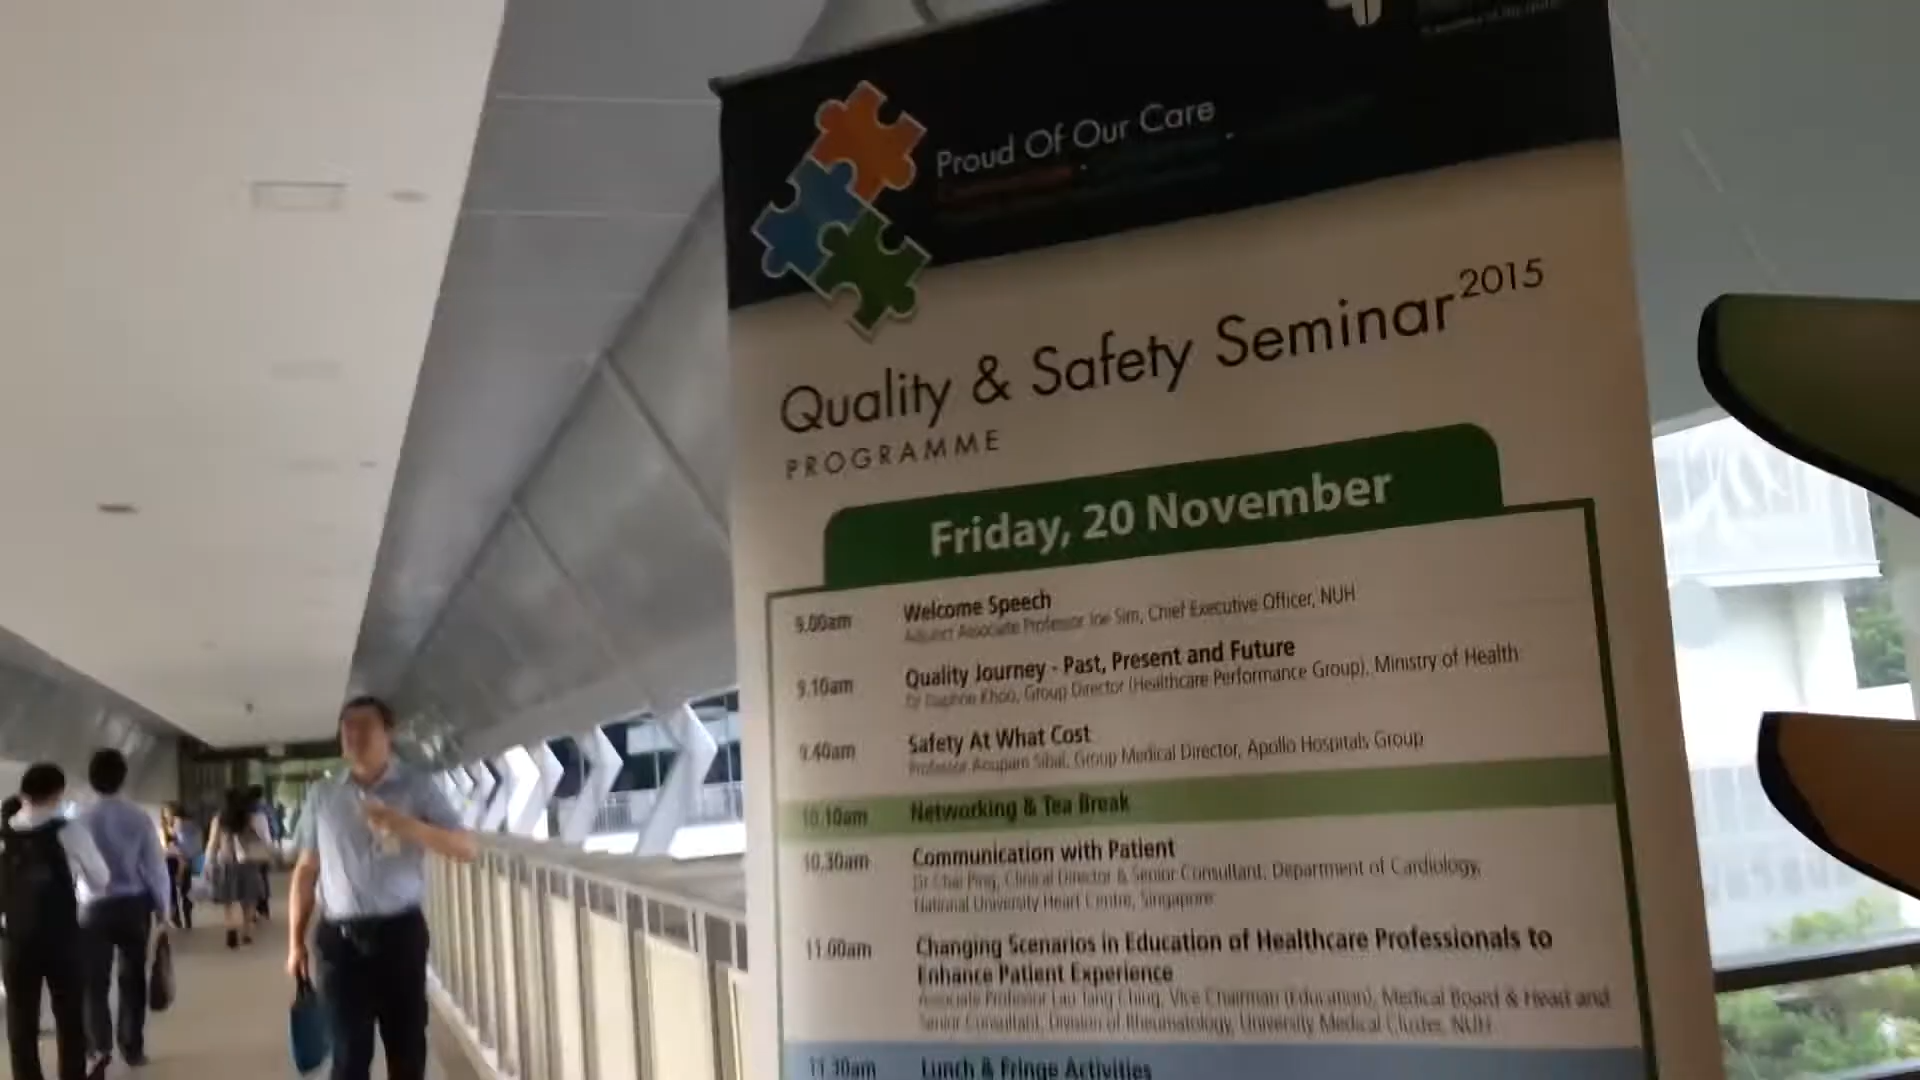 Proud Of Our Care
Quality & Safety Seminar 2015
PROGRAMME
Friday, 20 November
9.00am Welcome Speech
Adjunct Associate Professor Joe Sim, Chief Executive Officer, NUH
9.10am Quality Journey - Past, Present and Future
Dr Daphne Khoo, Group Director (Healthcare Performance Group), Ministry of Health
9.40am Safety At What Cost
Professor Anupam Sibal, Group Medical Director, Apollo Hospitals Group
10.10am Networking & Tea Break
10.30am Communication with Patient
Dr Chai Ping, Clinical Director & Senior Consultant, Department of Cardiology,
National University Heart Centre, Singapore
11.00am Changing Scenarios in Education of Healthcare Professionals to
Enhance Patient Experience
Associate Professor Lau Tang Ching, Vice Chairman (Education), Medical Board & Head and
Senior Consultant, Division of Rheumatology, University Medical Cluster, NUH
11.30am Lunch & Fringe Activities